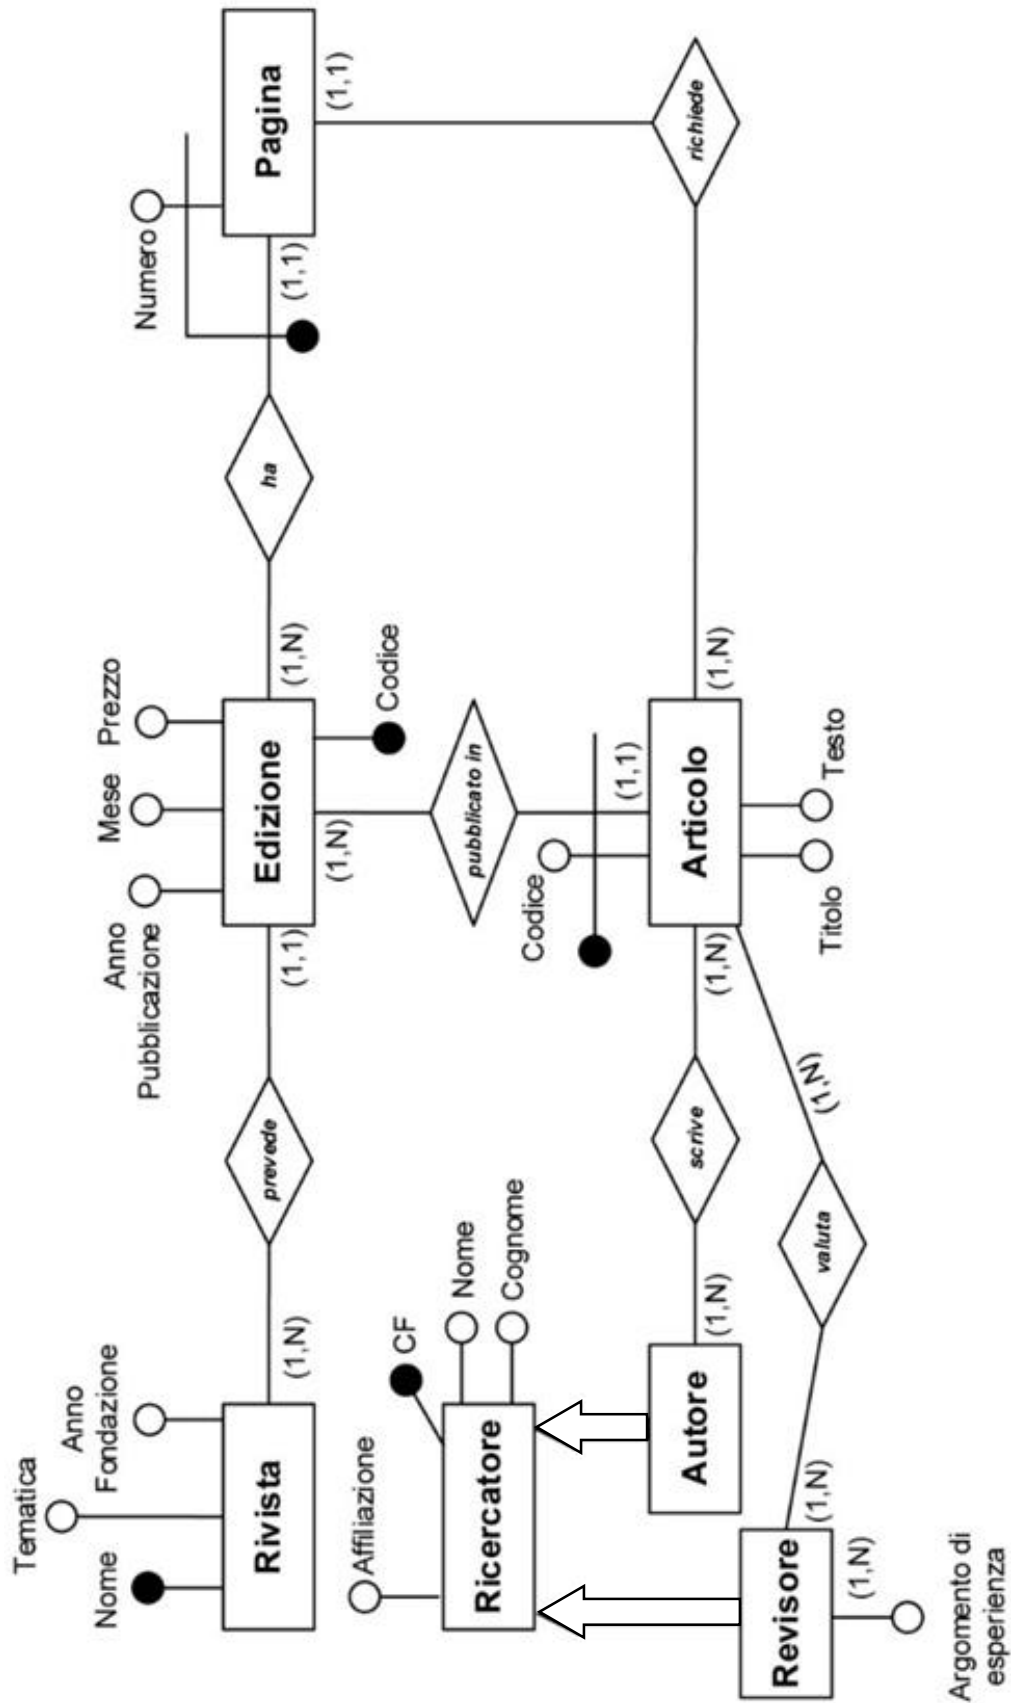 Tematica
Nome
Anno
Fondazione
Rivista
(1,N)
prevede
(1,1)
Anno
Pubblicazione
Mese
Prezzo
Edizione
(1,N)
Codice
(1,N)
ha
(1,1)
Numero
Pagina
(1,1)
Affiliazione
CF
Nome
Cognome
Ricercatore
pubblicato in
Codice
(1,1)
Autore
(1,N)
scrive
(1,N)
Articolo
Titolo
Testo
(1,N)
richiede
Revisore
(1,N)
(1,N)
Argomento di
esperienza
valuta
(1,N)